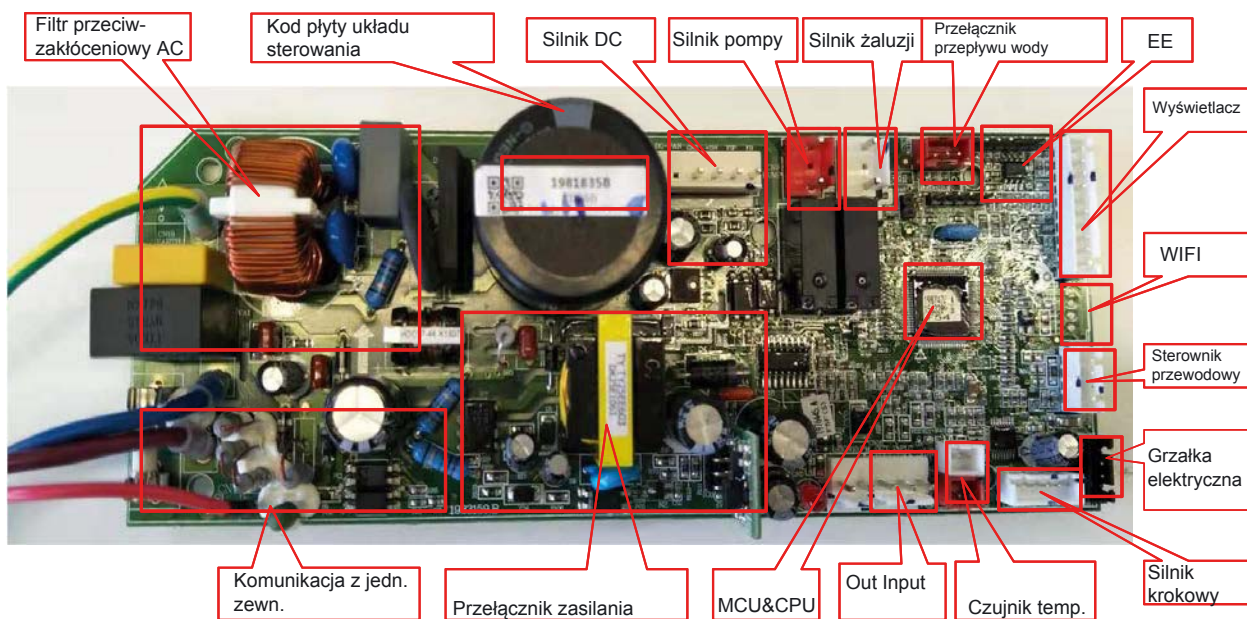 Filtr przeciw-
zakłóceniowy AC
Kod płyty układu
sterowania
Silnik DC
Silnik pompy
Silnik żaluzji
Przełącznik
przepływu wody
EE
Wyświetlacz
WIFI
Sterownik
przewodowy
Grzałka
elektryczna
1981835B
Komunikacja z jedn.
zewn.
Przełącznik zasilania
MCU&CPU
Out Input
Czujnik temp.
Silnik
krokowy